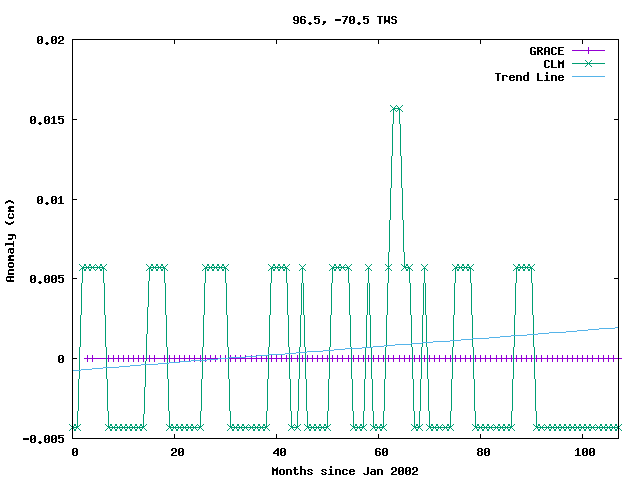 96.5, -70.5 TWS
GRACE
CLM
Trend Line
0.02
0.015
0.01
0.005
0
-0.005
Anomaly (cm)
0 20 40 60 80 100
Months since Jan 2002